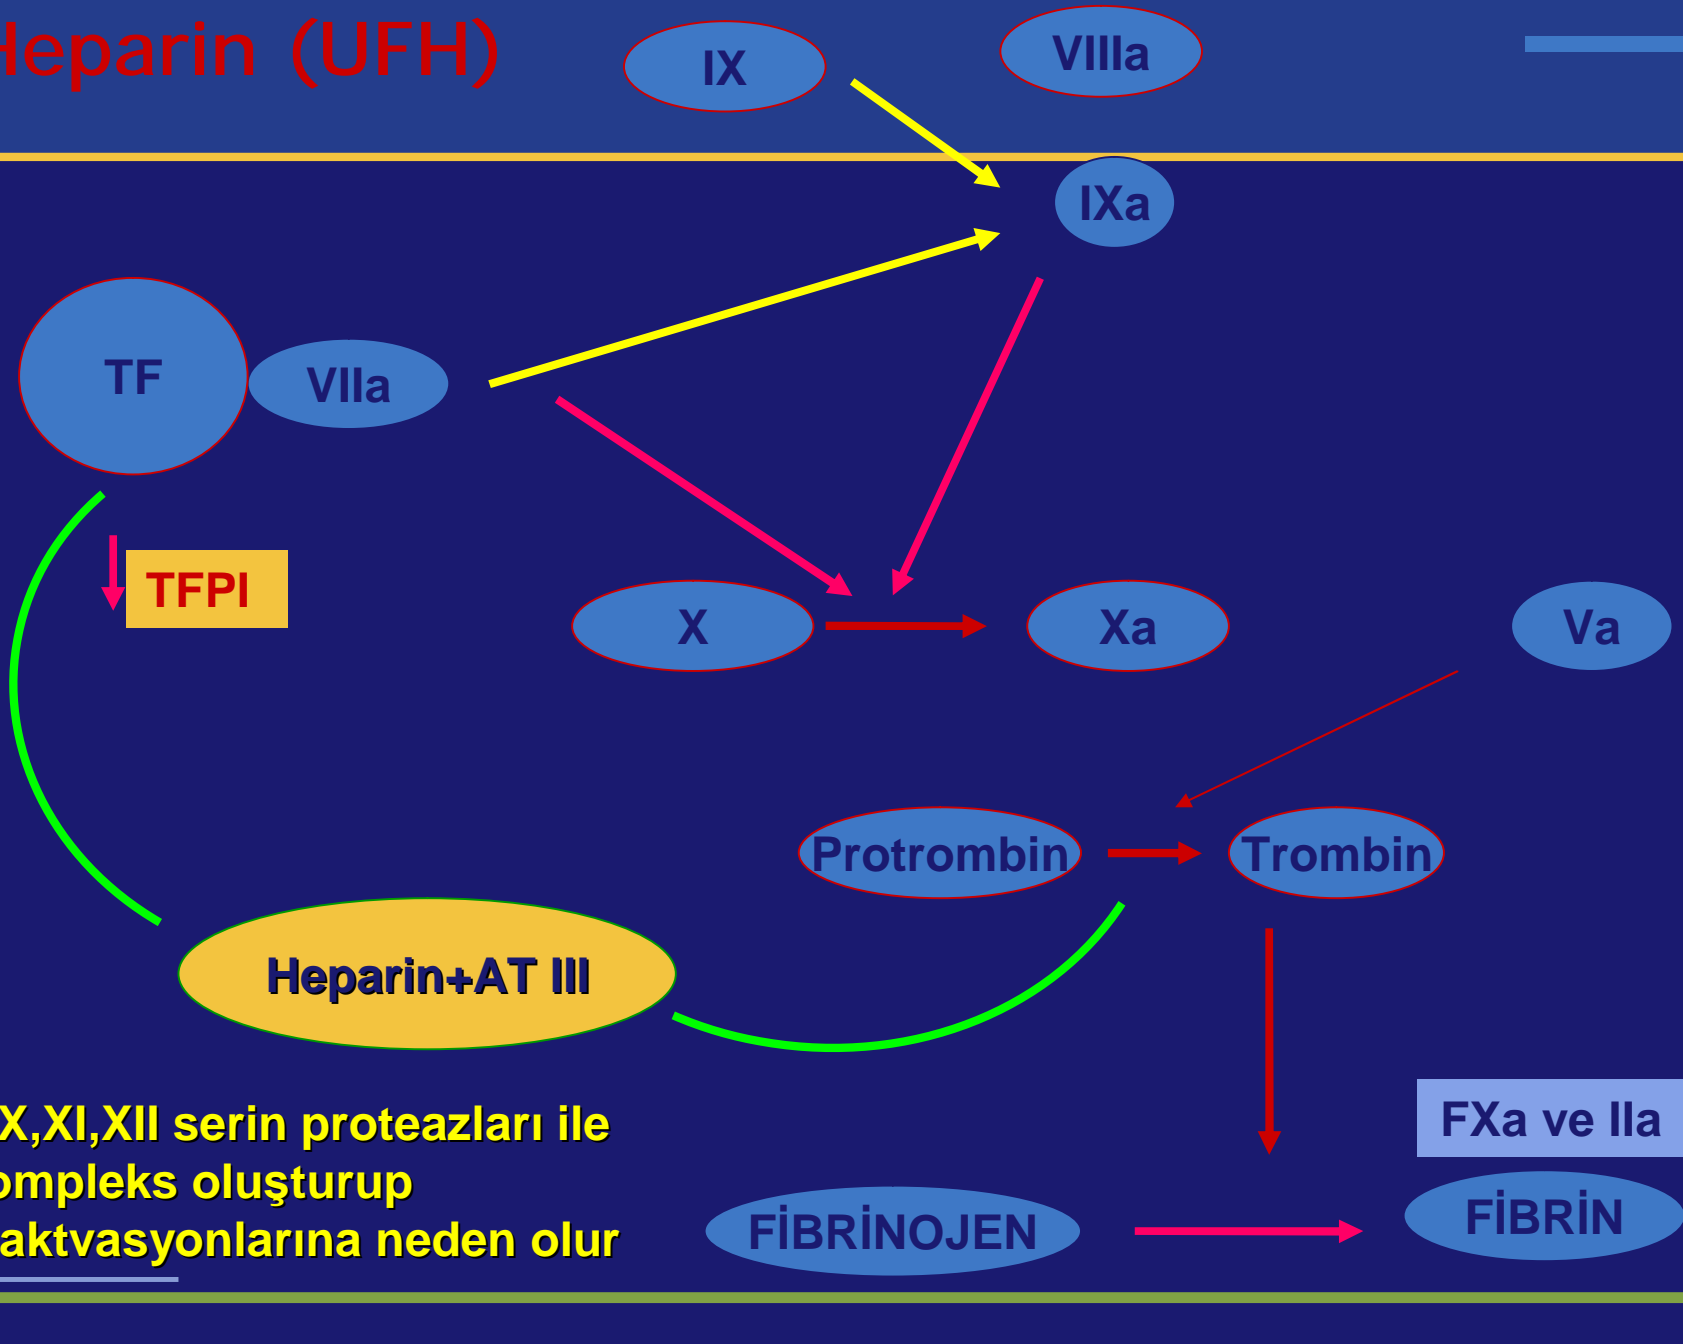 Heparin (UFH)
IX
VIIIa
IXa
TF
VIIa
TFPI
X
Xa
Va
Protrombin
Trombin
Heparin+AT III
X,XI,XII serin proteazları ile
ompleks oluşturup
aktvasyonlarına neden olur
FXa ve IIa
FİBRİNOJEN
FİBRİN